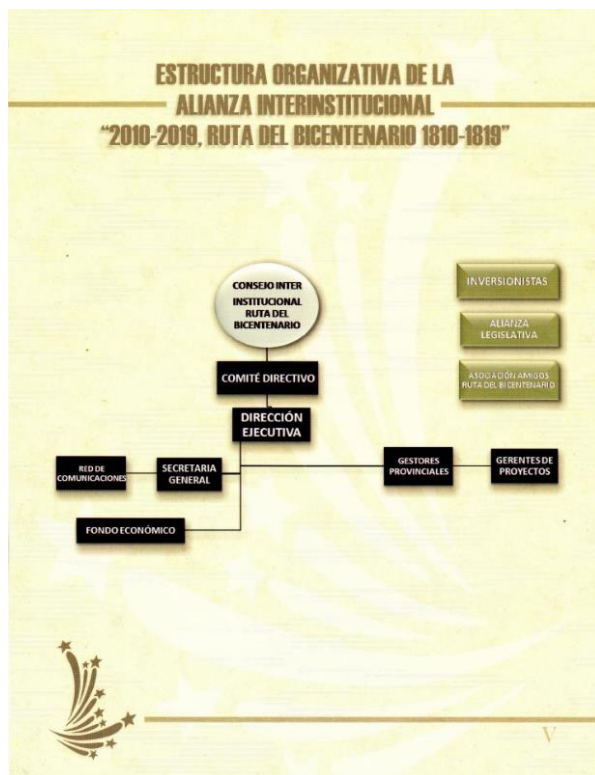 ESTRUCTURA ORGANIZATIVA DE LA
ALIANZA INTERINSTITUCIONAL
“2010-2019, RUTA DEL BICENTENARIO 1810-1819”
CONSEJO INTER
INSTITUCIONAL
RUTA DEL
BICENTENARIO
INVERSIONISTAS
ALIANZA
LEGISLATIVA
ASOCIACIÓN AMIGOS
RUTA DEL BICENTENARIO
COMITÉ DIRECTIVO
DIRECCIÓN
EJECUTIVA
RED DE
COMUNICACIONES
SECRETARIA
GENERAL
GESTORES
PROVINCIALES
GERENTES DE
PROYECTOS
FONDO ECONÓMICO
V